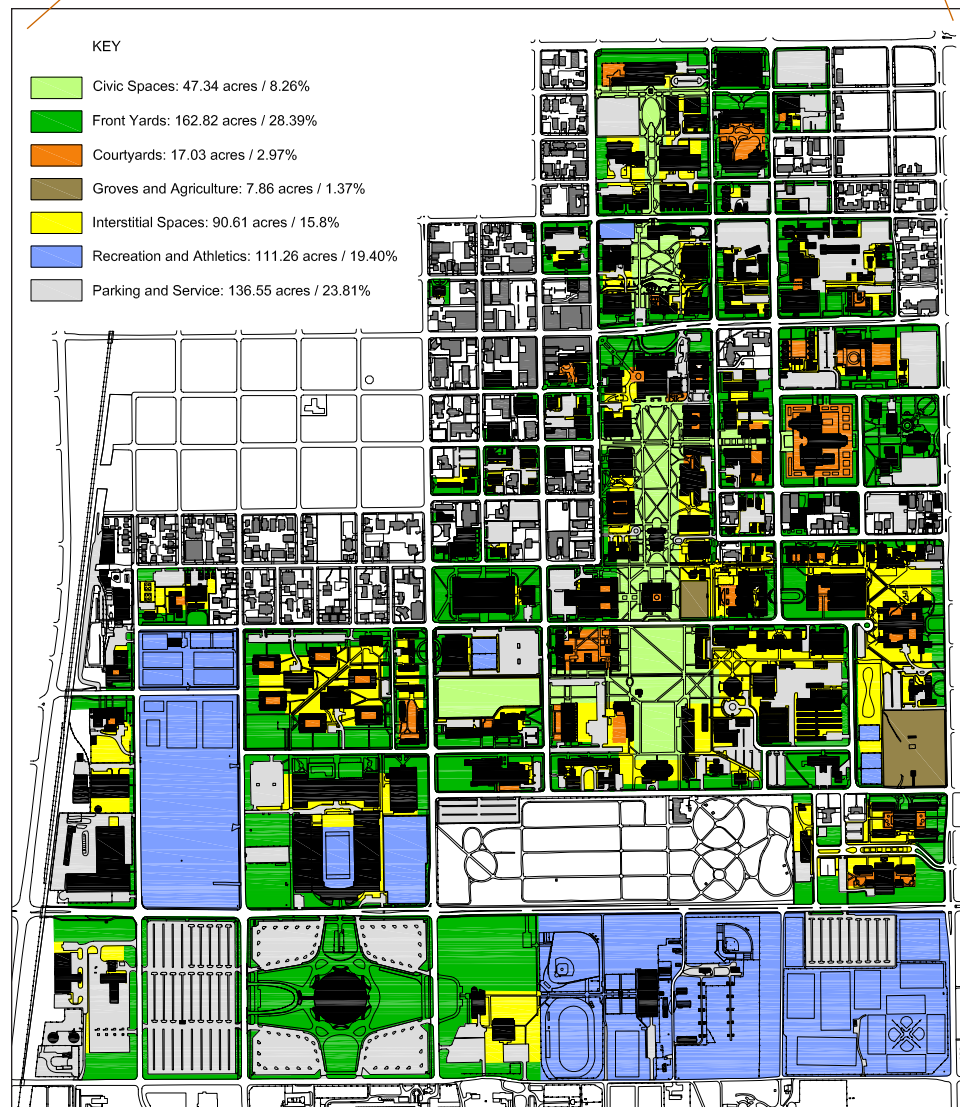 KEY
Civic Spaces: 47.34 acres / 8.26%
Front Yards: 162.82 acres / 28.39%
Courtyards: 17.03 acres / 2.97%
Groves and Agriculture: 7.86 acres / 1.37%
Interstitial Spaces: 90.61 acres / 15.8%
Recreation and Athletics: 111.26 acres / 19.40%
Parking and Service: 136.55 acres / 23.81%